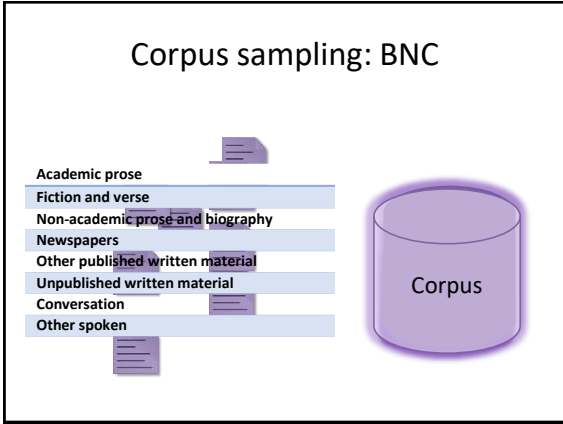 Corpus sampling: BNC
Academic prose
Fiction and verse
Non-academic prose and biography
Newspapers
Other published written material
Unpublished written material
Conversation
Other spoken
Corpus